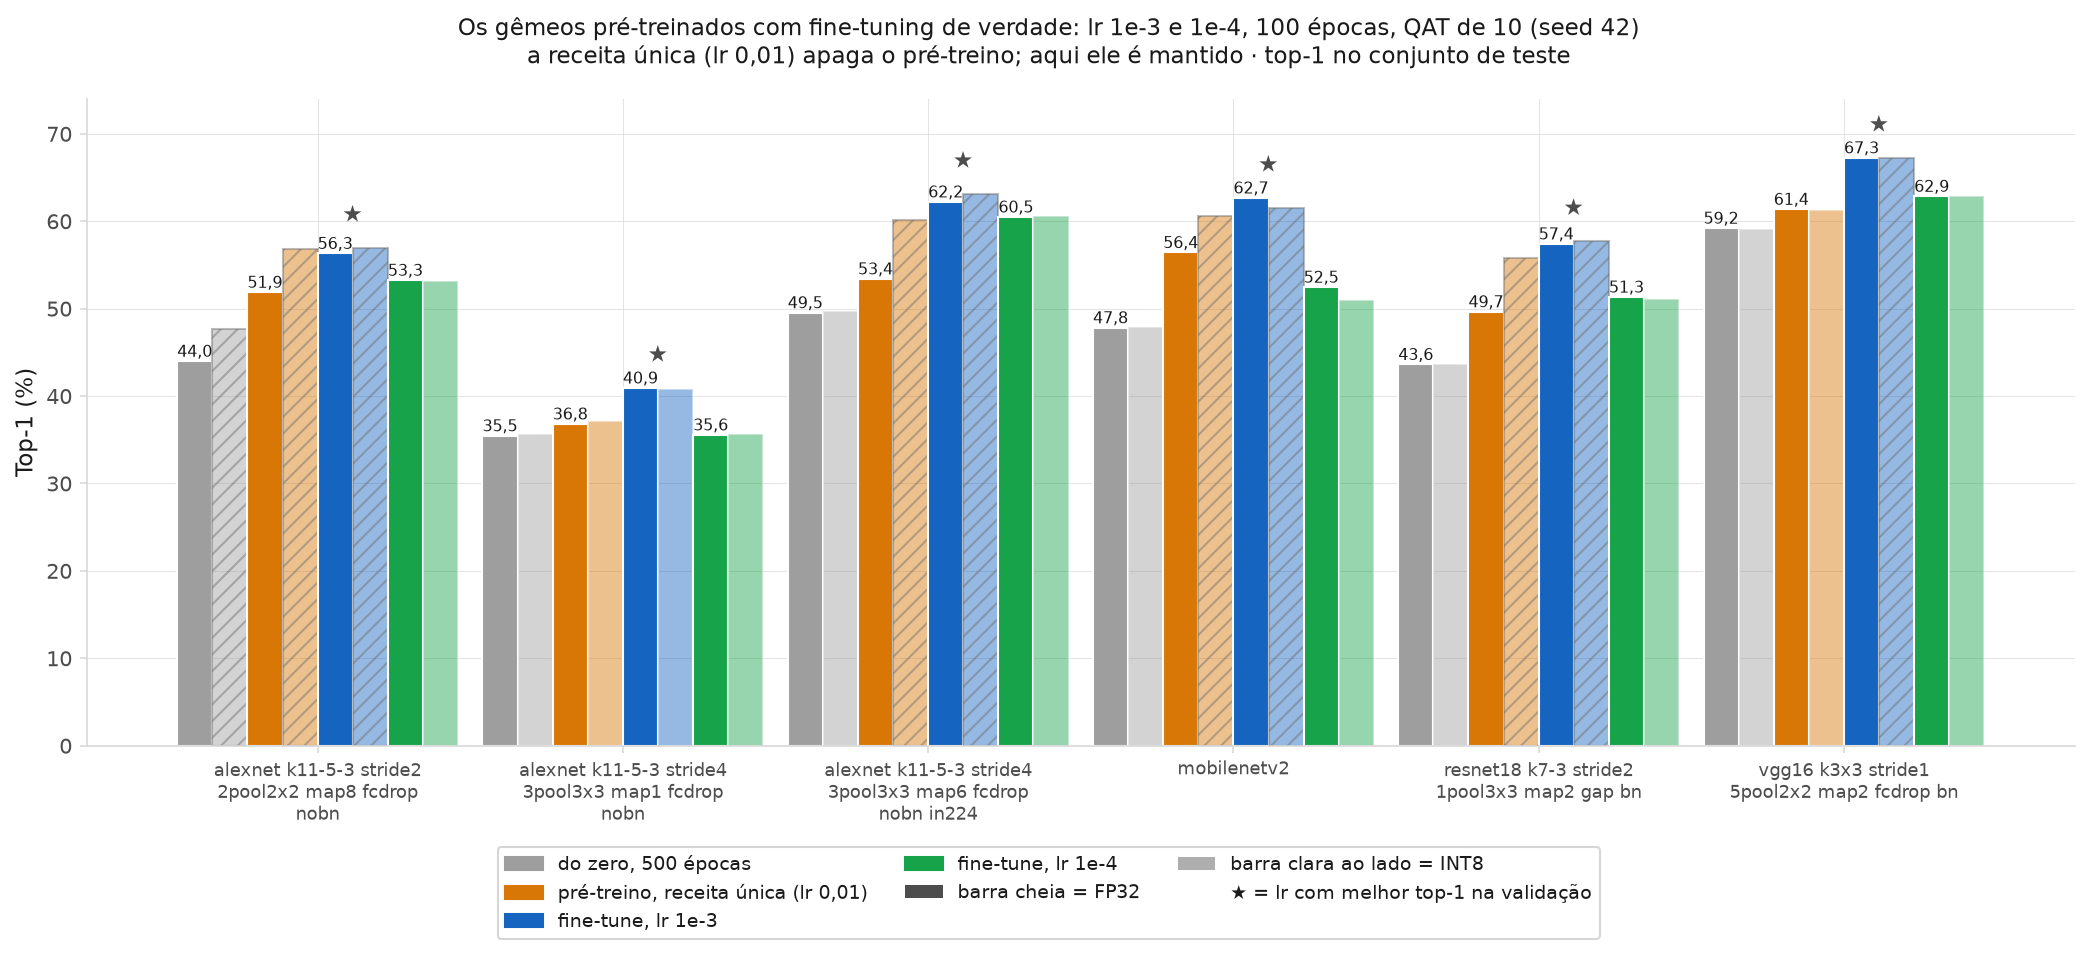 Os gêmeos pré-treinados com fine-tuning de verdade: lr 1e-3 e 1e-4, 100 épocas, QAT de 10 (seed 42)
a receita única (lr 0,01) apaga o pré-treino; aqui ele é mantido · top-1 no conjunto de teste
Top-1 (%)
70
60
50
40
30
20
10
0
44,0
51,9
56,3
★
53,3
35,5
36,8
40,9
★
35,6
49,5
53,4
62,2
★
60,5
47,8
56,4
62,7
★
52,5
43,6
49,7
57,4
★
51,3
59,2
61,4
67,3
★
62,9
alexnet k11-5-3 stride2
2pool2x2 map8 fcdrop
nobn
alexnet k11-5-3 stride4
3pool3x3 map1 fcdrop
nobn
alexnet k11-5-3 stride4
3pool3x3 map6 fcdrop
nobn in224
mobilenetv2
resnet18 k7-3 stride2
1pool3x3 map2 gap bn
vgg16 k3x3 stride1
5pool2x2 map2 fcdrop bn
do zero, 500 épocas
pré-treino, receita única (lr 0,01)
fine-tune, lr 1e-3
fine-tune, lr 1e-4
barra cheia = FP32
barra clara ao lado = INT8
★ = lr com melhor top-1 na validação